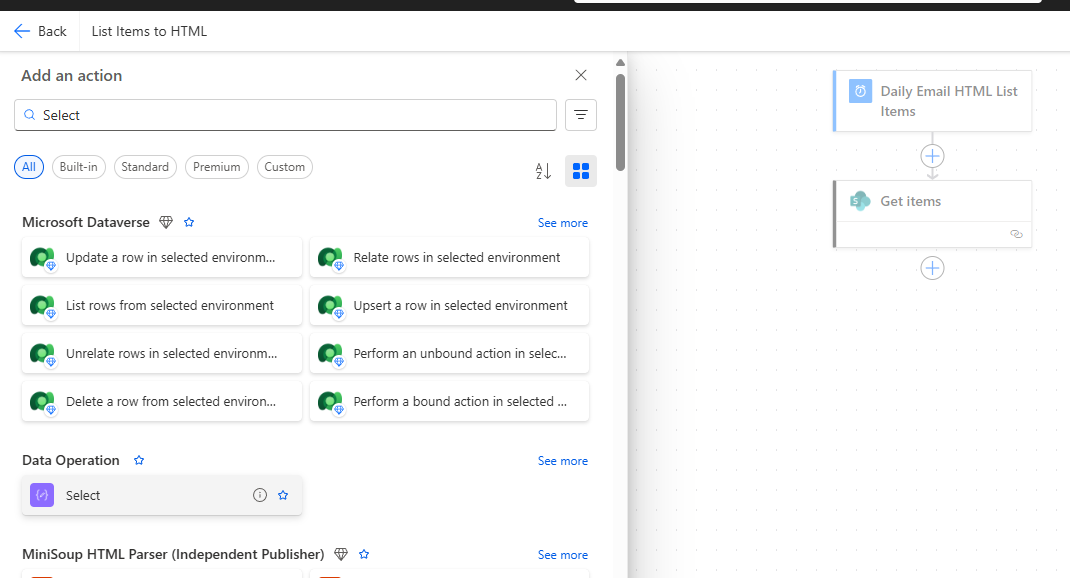 Back
List Items to HTML
Add an action
Select
All
Built-in
Standard
Premium
Custom
Microsoft Dataverse
See more
Update a row in selected environm...
Relate rows in selected environment
List rows from selected environment
Upsert a row in selected environment
Unrelate rows in selected environm...
Perform an unbound action in selec...
Delete a row from selected environ...
Perform a bound action in selected ...
Data Operation
See more
Select
MiniSoup HTML Parser (Independent Publisher)
See more
Daily Email HTML List
Items
Get items